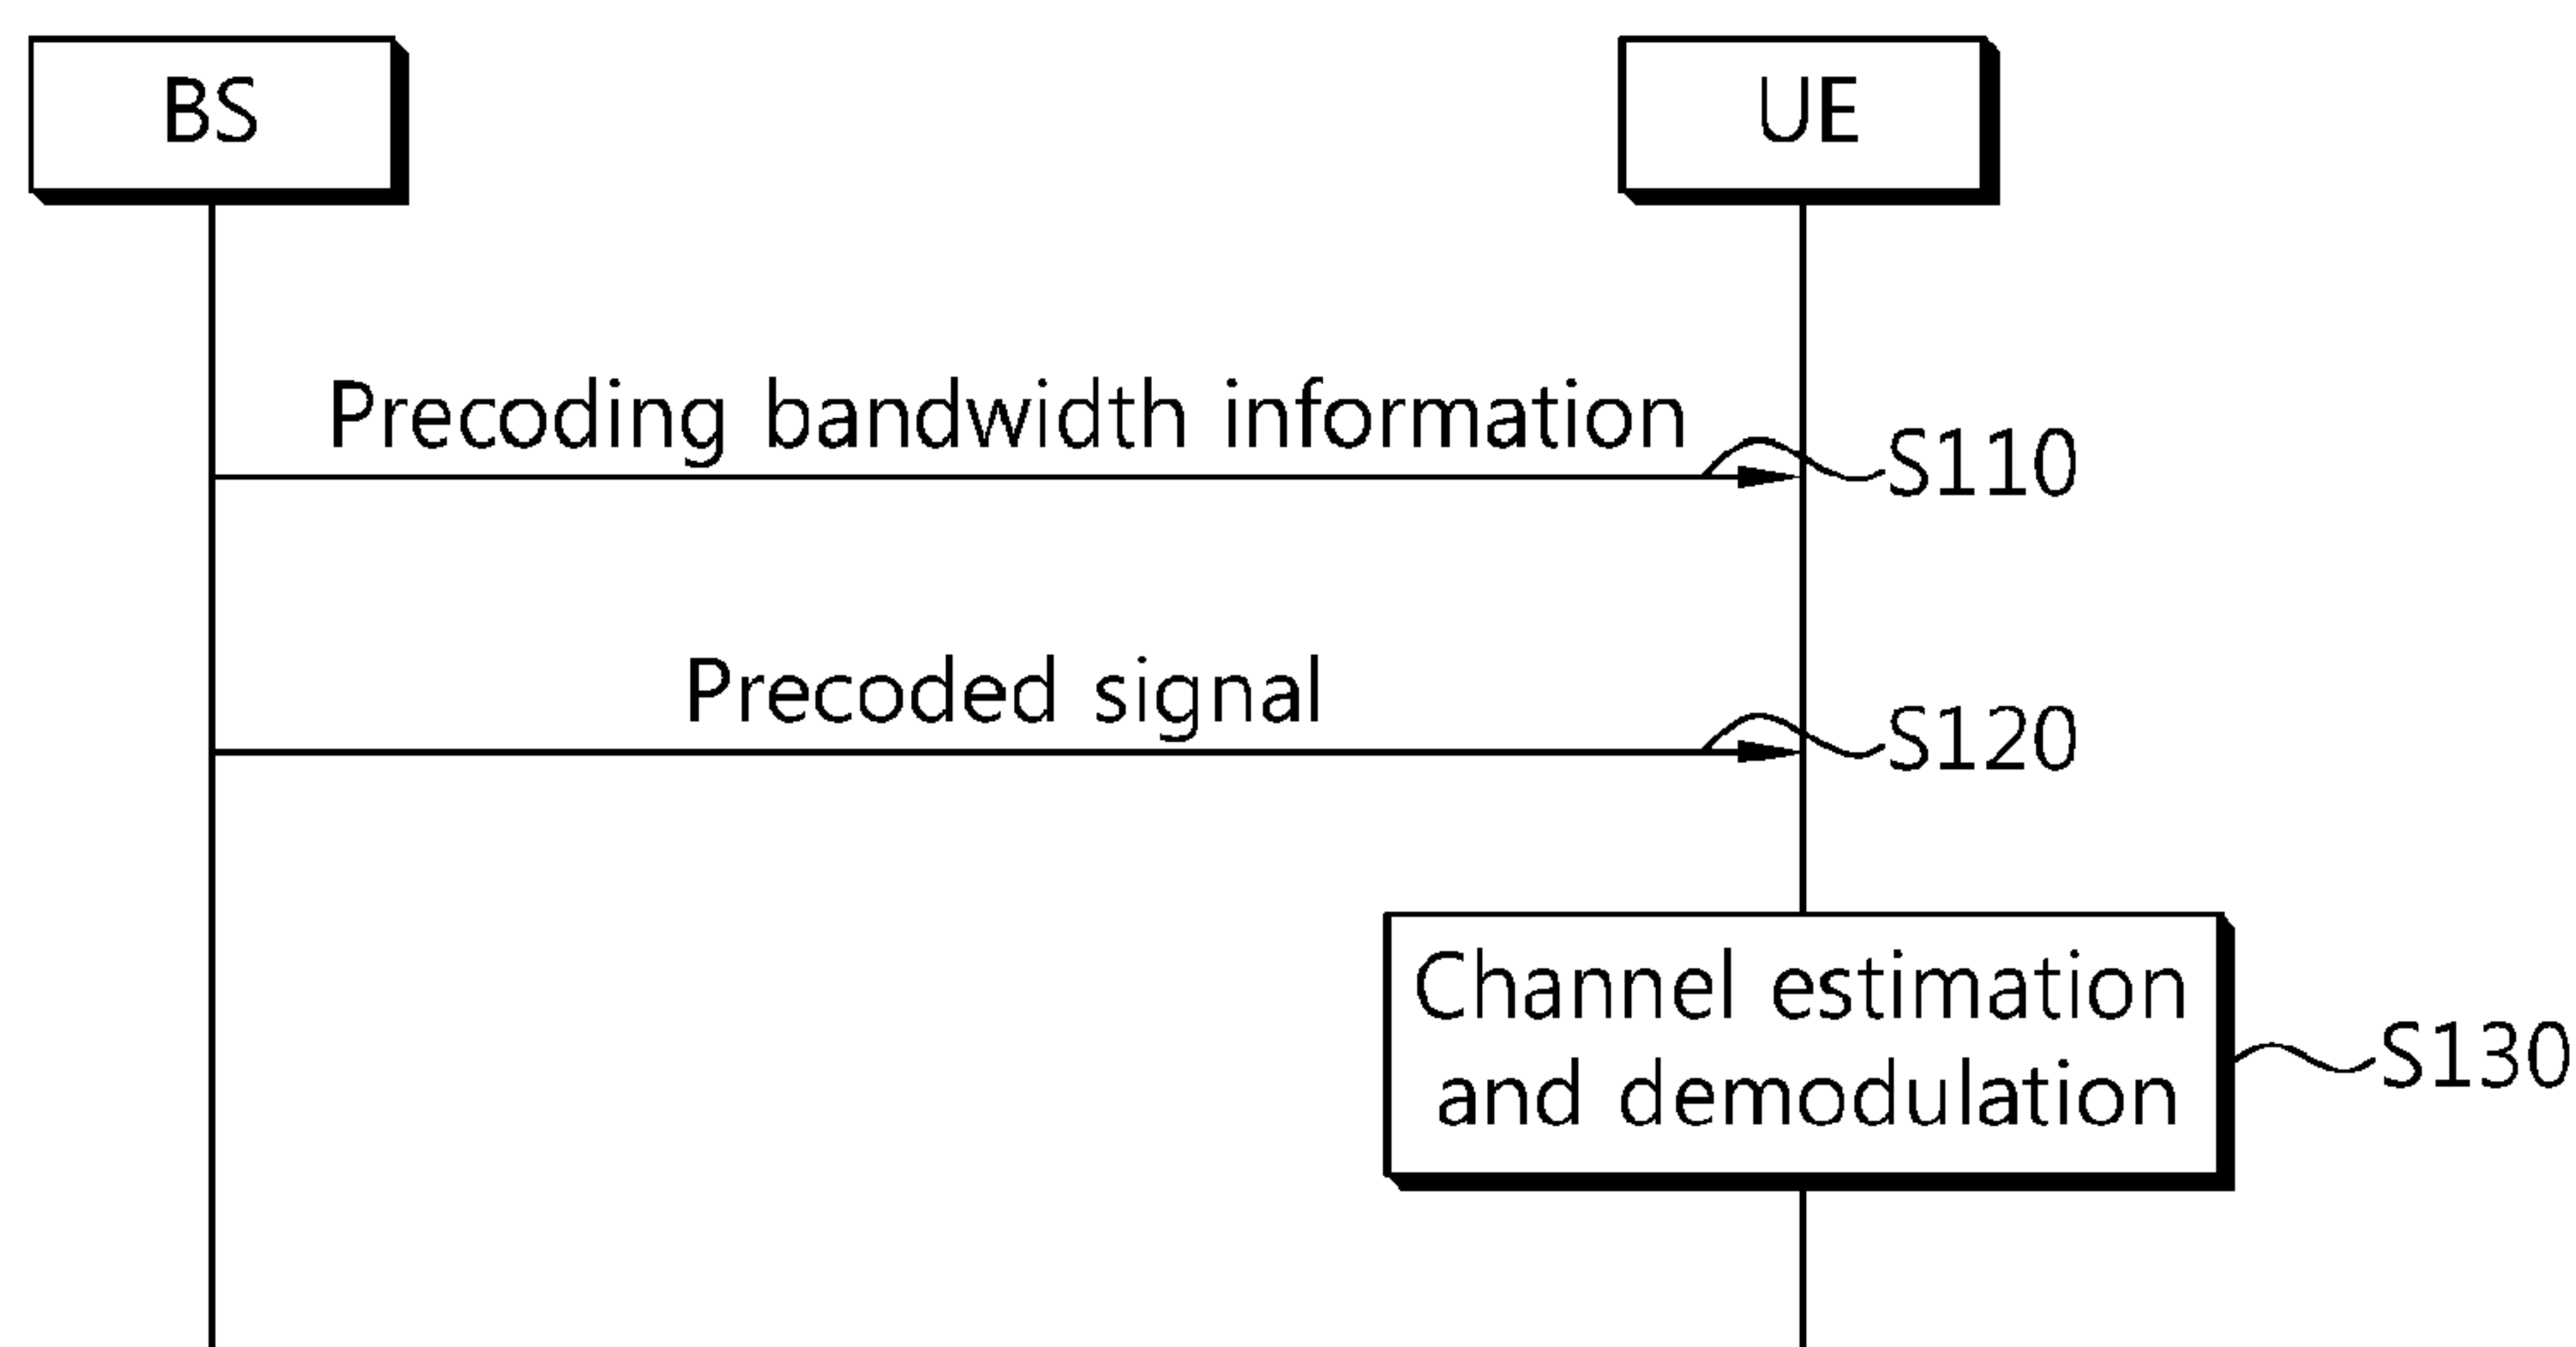 BS
UE
Precoding bandwidth information
S110
Precoded signal
S120
Channel estimation
and demodulation
S130